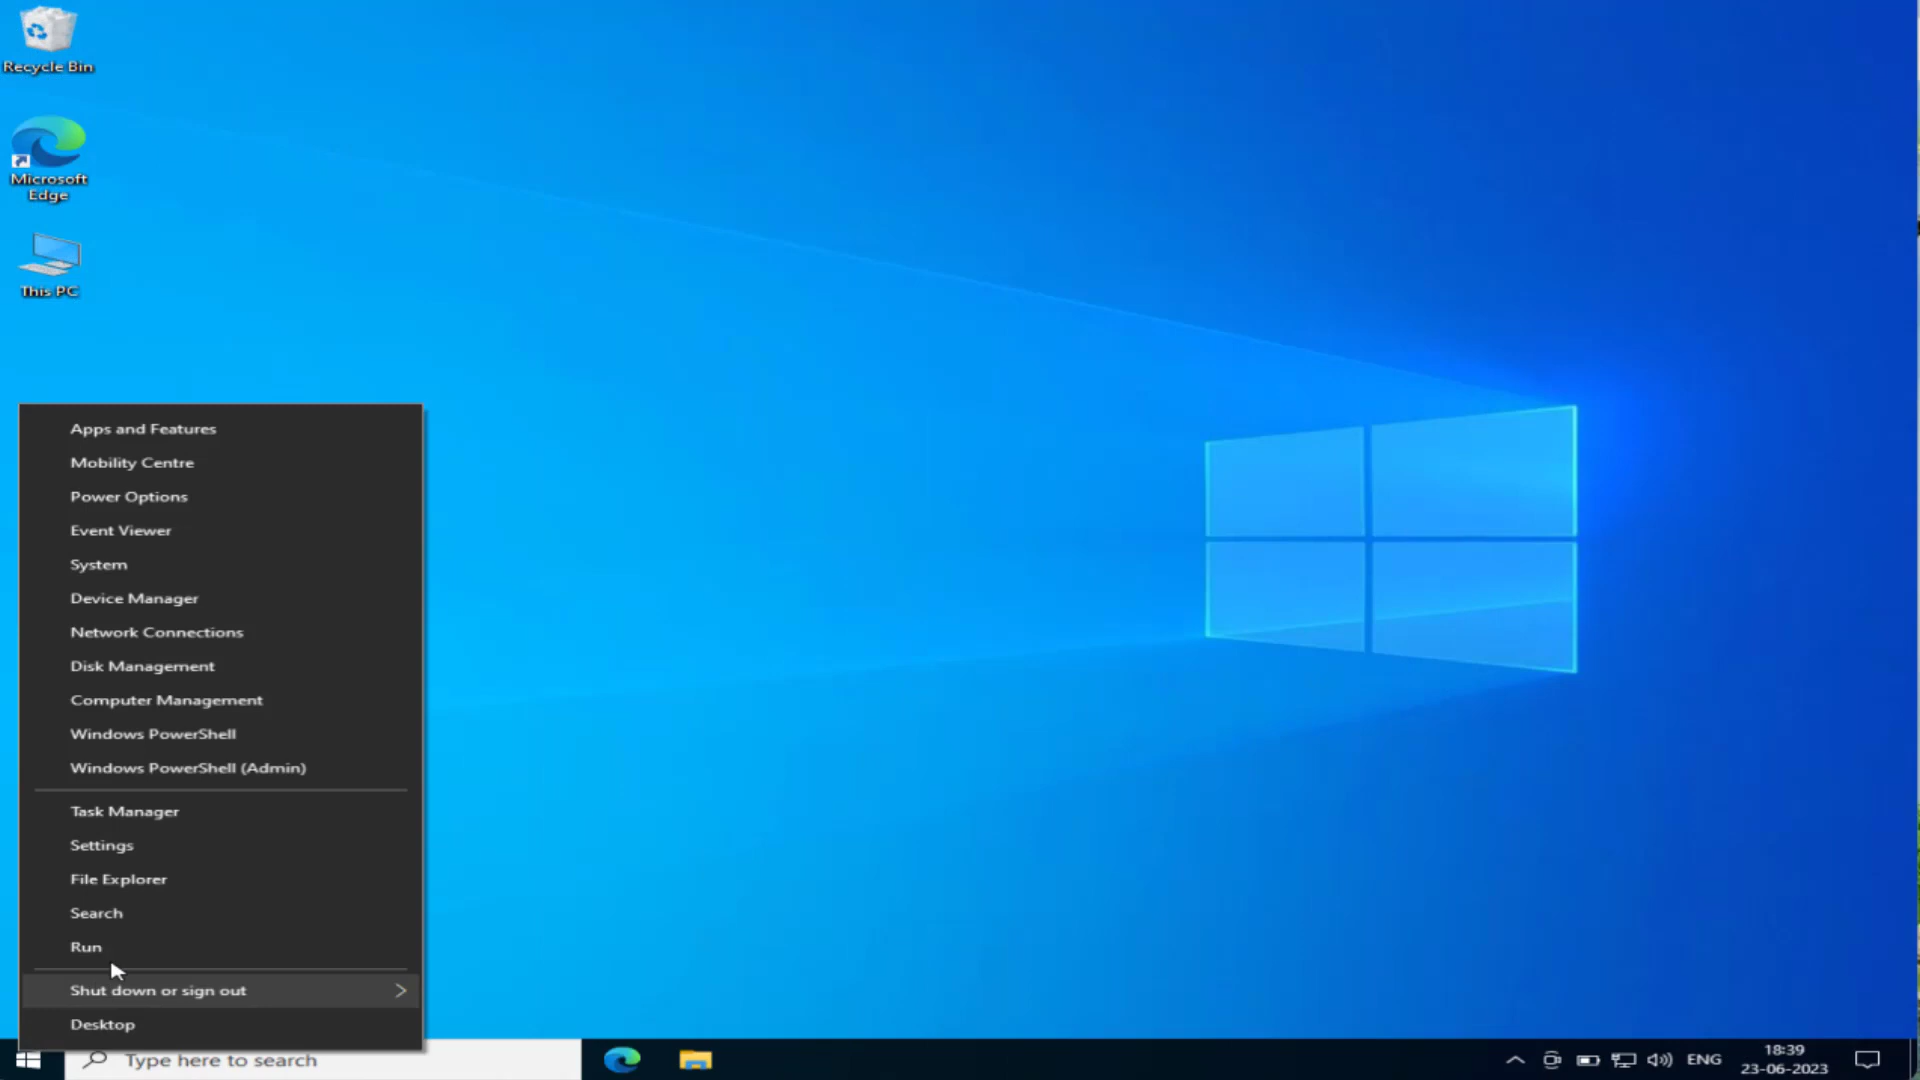 Recycle Bin
Microsoft
Edge
This PC
Apps and Features
Mobility Centre
Power Options
Event Viewer
System
Device Manager
Network Connections
Disk Management
Computer Management
Windows PowerShell
Windows PowerShell (Admin)
Task Manager
Settings
File Explorer
Search
Run
Shut down or sign out
Desktop
Type here to search
ENG
18:39
23-06-2023